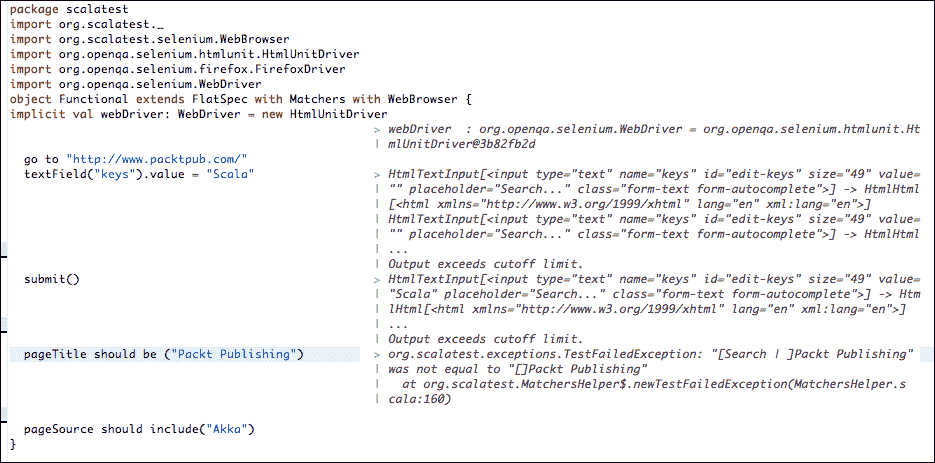 package scalatest
import org.scalatest._
import org.scalatest.selenium.WebBrowser
import org.openqa.selenium.htmlunit.HtmlUnitDriver
import org.openqa.selenium.firefox.FirefoxDriver
import org.openqa.selenium.WebDriver
object Functional extends FlatSpec with Matchers with WebBrowser {
implicit val webDriver: WebDriver = new HtmlUnitDriver
> webDriver  : org.openqa.selenium.WebDriver = org.openqa.selenium.htmlunit.Ht
| mlUnitDriver@3b82fb2d
go to "http://www.packtpub.com/"
textField("keys").value = "Scala" > HtmlTextInput[<input type="text" name="keys" id="edit-keys" size="49" value=
| "" placeholder="Search..." class="form-text form-autocomplete">] -> HtmlHtml
| [<html xmlns="http://www.w3.org/1999/xhtml" lang="en" xml:lang="en">]
| HtmlTextInput[<input type="text" name="keys" id="edit-keys" size="49" value=
| "" placeholder="Search..." class="form-text form-autocomplete">] -> HtmlHtml
| ...
| Output exceeds cutoff limit.
submit() > HtmlTextInput[<input type="text" name="keys" id="edit-keys" size="49" value=
| "Scala" placeholder="Search..." class="form-text form-autocomplete">] -> Htm
| lHtml[<html xmlns="http://www.w3.org/1999/xhtml" lang="en" xml:lang="en">]
| ...
| Output exceeds cutoff limit.
pageTitle should be ("Packt Publishing") > org.scalatest.exceptions.TestFailedException: "[Search | ]Packt Publishing"
| was not equal to "[]Packt Publishing"
|   at org.scalatest.MatchersHelper$.newTestFailedException(MatchersHelper.s
| cala:160)
pageSource should include("Akka")
}